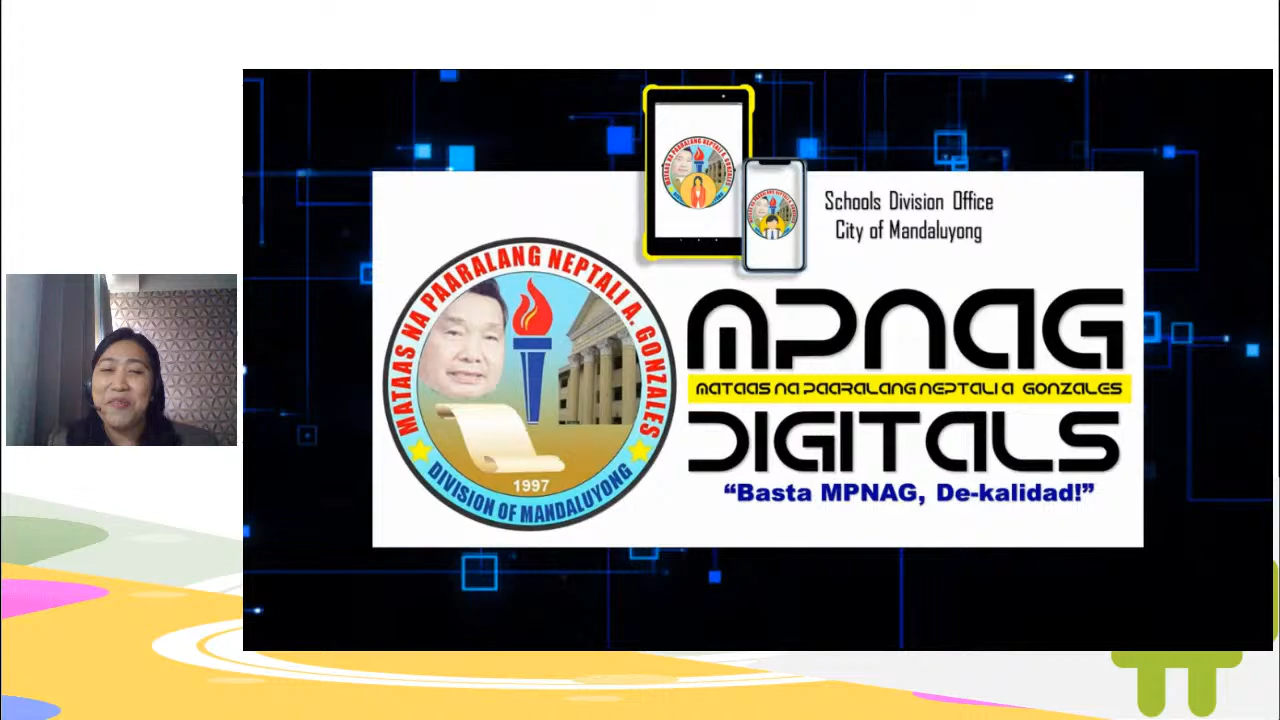 Schools Division Office
City of Mandaluyong
MATAAS NA PAARALANG NEPTALI A. GONZALES
1997
DIVISION OF MANDALUYONG
MPNAG
MATAAS NA PAARALANG NEPTALI A GONZALES
DIGITALS
“Basta MPNAG, De-kalidad!”